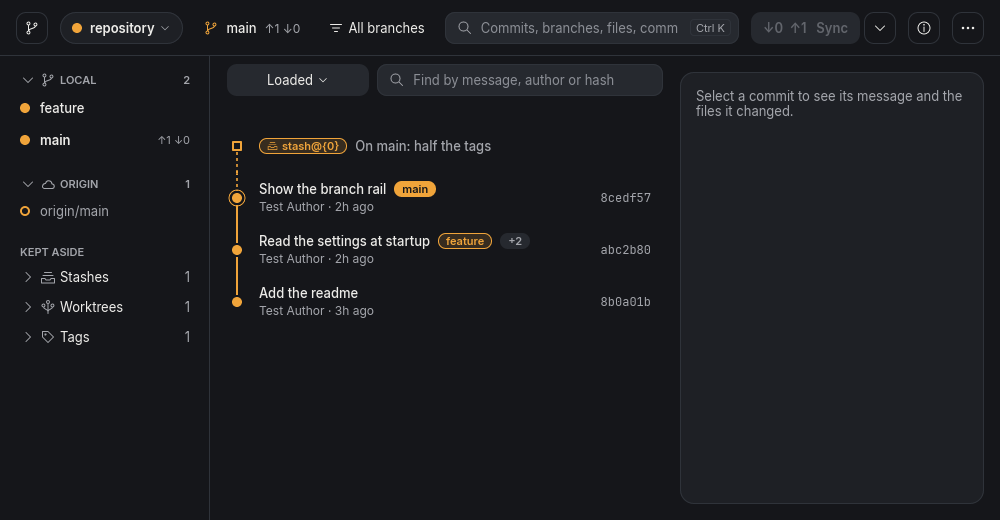 repository
main ↑1 ↓0
All branches
Commits, branches, files, comm
Ctrl K
↓0 ↑1 Sync
LOCAL 2
feature
main ↑1 ↓0
ORIGIN 1
origin/main
KEPT ASIDE
Stashes 1
Worktrees 1
Tags 1
Loaded
Find by message, author or hash
stash@{0} On main: half the tags
Show the branch rail main
Test Author · 2h ago
8cedf57
Read the settings at startup feature +2
Test Author · 2h ago
abc2b80
Add the readme
Test Author · 3h ago
8b0a01b
Select a commit to see its message and the
files it changed.